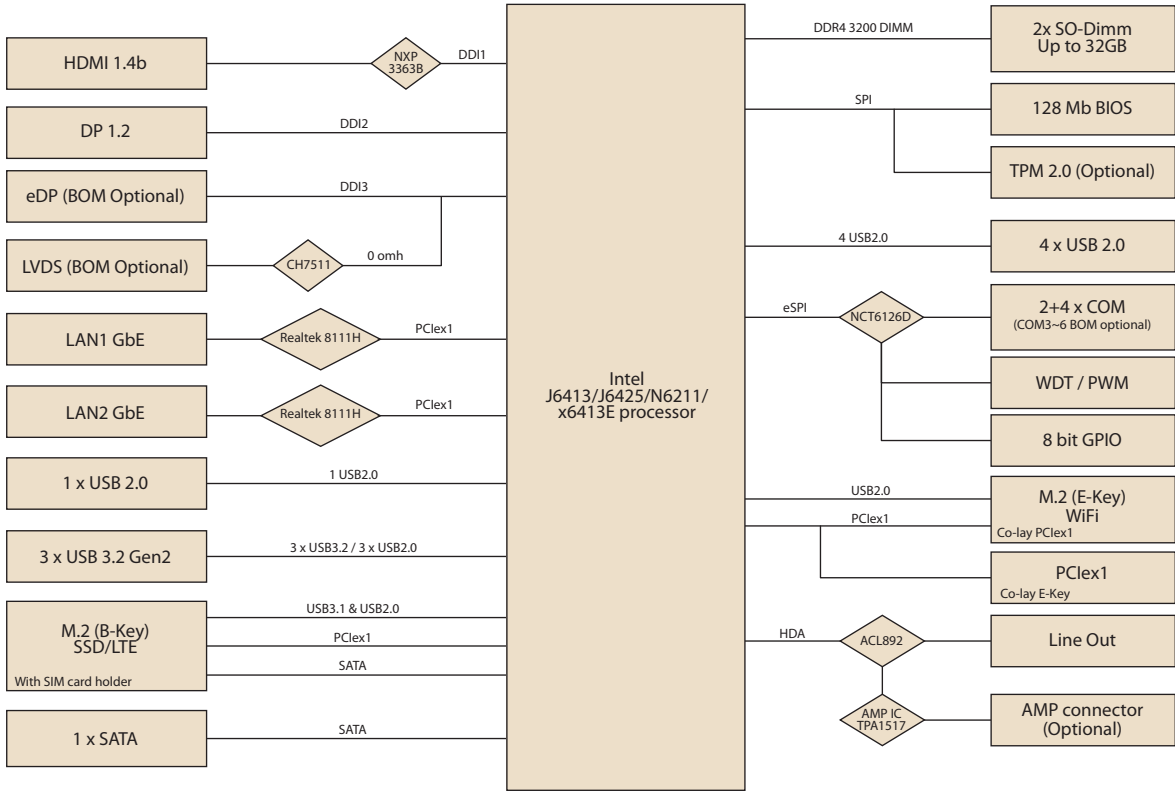 HDMI 1.4b
NXP
3363B
DDI1
DP 1.2
DDI2
eDP (BOM Optional)
DDI3
LVDS (BOM Optional)
CH7511
0 omh
LAN1 GbE
Realtek 8111H
PCIex1
LAN2 GbE
Realtek 8111H
PCIex1
1 x USB 2.0
1 USB2.0
3 x USB 3.2 Gen2
3 x USB3.2 / 3 x USB2.0
M.2 (B-Key)
SSD/LTE
With SIM card holder
USB3.1 & USB2.0
PCIex1
SATA
1 x SATA
SATA
Intel
J6413/J6425/N6211/
x6413E processor
DDR4 3200 DIMM
2x SO-Dimm
Up to 32GB
SPI
128 Mb BIOS
TPM 2.0 (Optional)
4 USB2.0
4 x USB 2.0
eSPI
NCT6126D
2+4 x COM
(COM3~6 BOM optional)
WDT / PWM
8 bit GPIO
USB2.0
PCIex1
M.2 (E-Key)
WiFi
Co-lay PCIex1
PCIex1
Co-lay E-Key
HDA
ACL892
Line Out
AMP IC
TPA1517
AMP connector
(Optional)